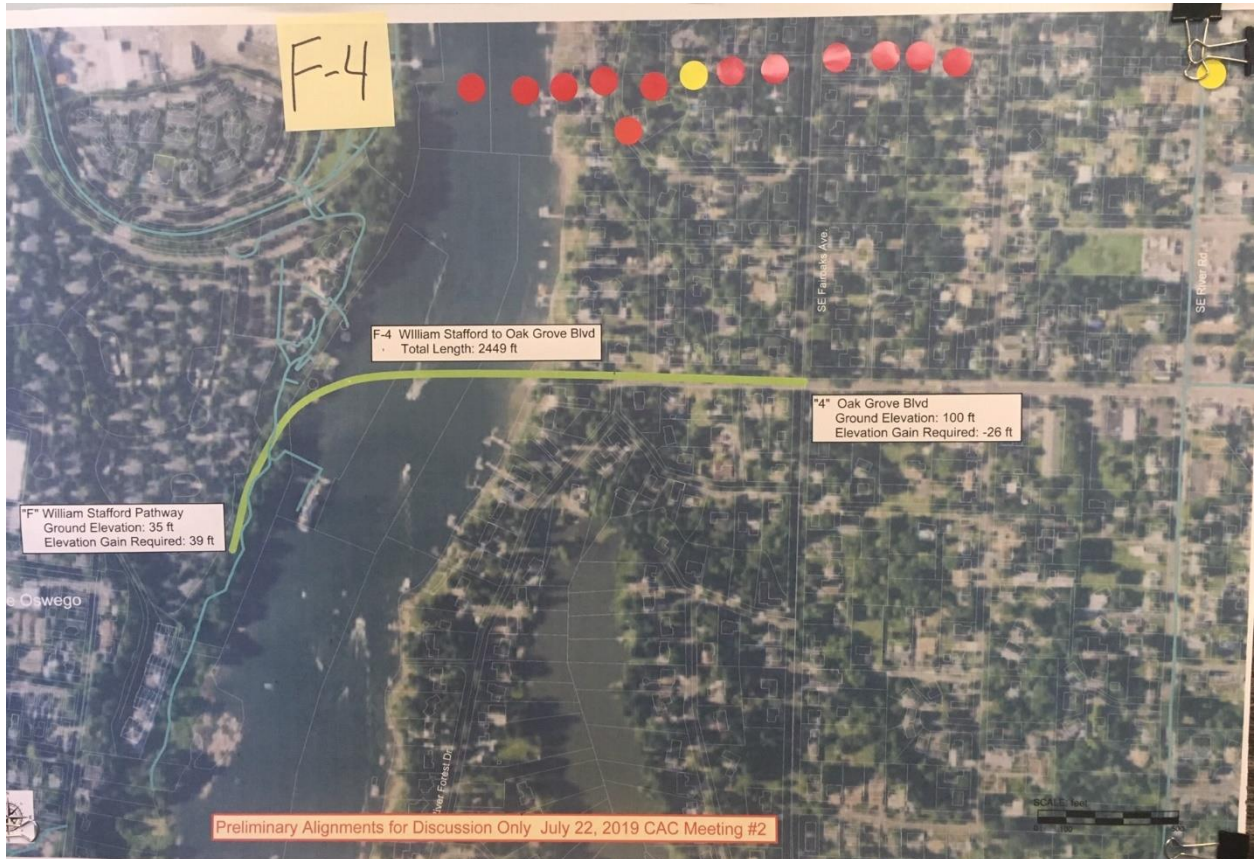 F-4
SE Fairoaks Ave.
SE River Rd.
F-4 William Stafford to Oak Grove Blvd
Total Length: 2449 ft
"4" Oak Grove Blvd
Ground Elevation: 100 ft
Elevation Gain Required: -26 ft
"F" William Stafford Pathway
Ground Elevation: 35 ft
Elevation Gain Required: 39 ft
e Oswego
iver Forest Dr
SCALE feet
Preliminary Alignments for Discussion Only July 22, 2019 CAC Meeting #2